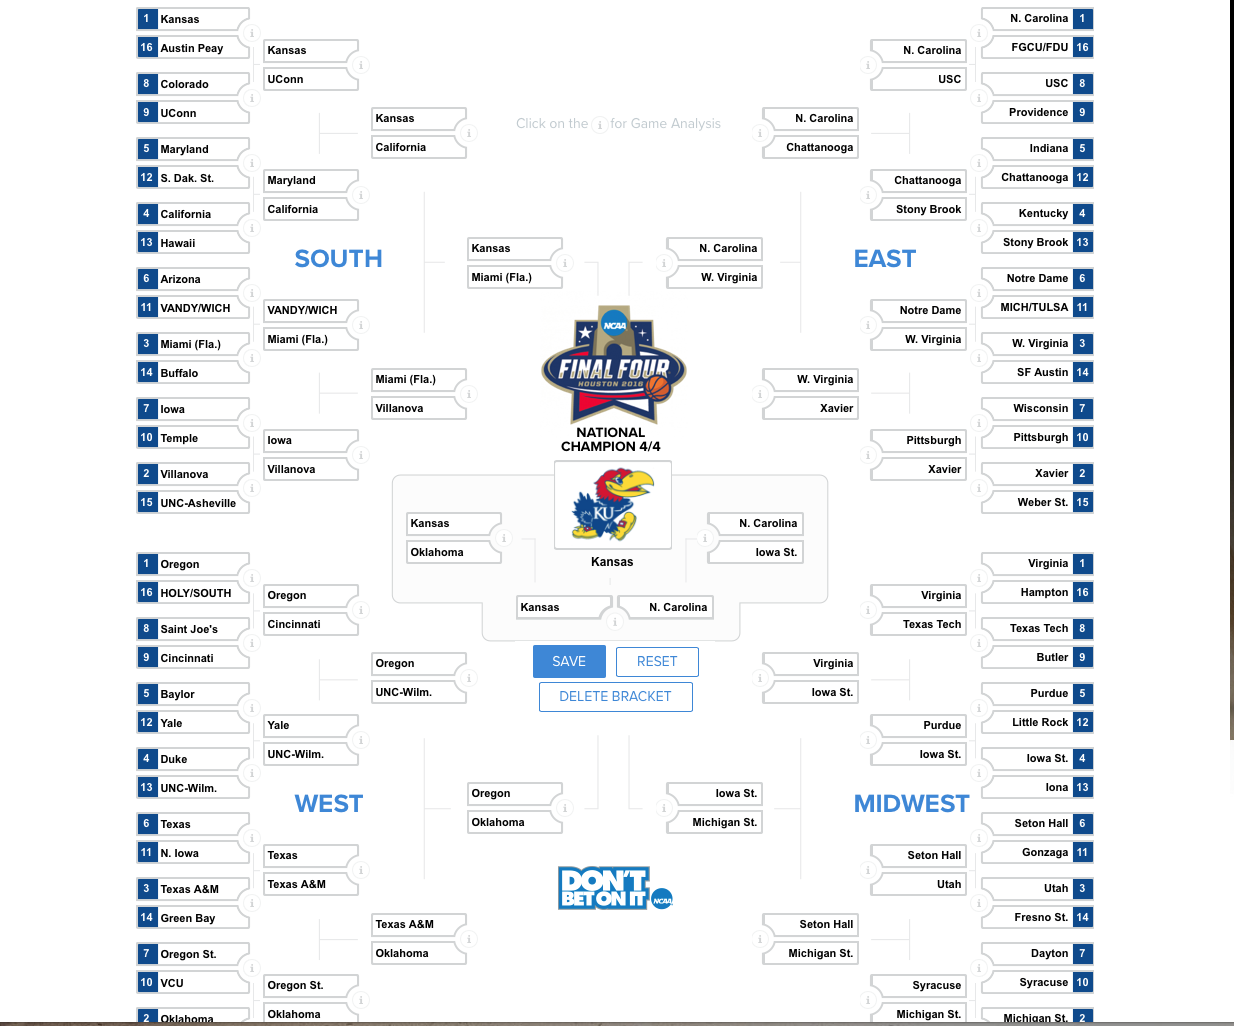 1 Kansas
16 Austin Peay
8 Colorado
9 UConn
5 Maryland
12 S. Dak. St.
4 California
13 Hawaii
6 Arizona
11 VANDY/WICH
3 Miami (Fla.)
14 Buffalo
7 Iowa
10 Temple
2 Villanova
15 UNC-Asheville
Kansas
UConn
Maryland
California
VANDY/WICH
Miami (Fla.)
Iowa
Villanova
Kansas
California
Miami (Fla.)
Villanova
Kansas
Miami (Fla.)
SOUTH
Click on the i for Game Analysis
N. Carolina 1
FGCU/FDU 16
USC 8
Providence 9
Indiana 5
Chattanooga 12
Kentucky 4
Stony Brook 13
Notre Dame 6
MICH/TULSA 11
W. Virginia 3
SF Austin 14
Wisconsin 7
Pittsburgh 10
Xavier 2
Weber St. 15
N. Carolina
USC
Chattanooga
Stony Brook
Notre Dame
W. Virginia
Pittsburgh
Xavier
N. Carolina
Chattanooga
W. Virginia
Xavier
N. Carolina
W. Virginia
EAST
NCAA
FINAL FOUR
HOUSTON 2016
NATIONAL
CHAMPION 4/4
KU
Kansas
Kansas
Oklahoma
N. Carolina
Iowa St.
Kansas
N. Carolina
SAVE
RESET
DELETE BRACKET
1 Oregon
16 HOLY/SOUTH
8 Saint Joe's
9 Cincinnati
5 Baylor
12 Yale
4 Duke
13 UNC-Wilm.
6 Texas
11 N. Iowa
3 Texas A&M
14 Green Bay
7 Oregon St.
10 VCU
2 Oklahoma
Oregon
Cincinnati
Yale
UNC-Wilm.
Texas
Texas A&M
Oregon St.
Oklahoma
Oregon
UNC-Wilm.
Texas A&M
Oklahoma
Oregon
Oklahoma
WEST
Virginia 1
Hampton 16
Texas Tech 8
Butler 9
Purdue 5
Little Rock 12
Iowa St. 4
Iona 13
Seton Hall 6
Gonzaga 11
Utah 3
Fresno St. 14
Dayton 7
Syracuse 10
Michigan St. 2
Virginia
Texas Tech
Purdue
Iowa St.
Seton Hall
Utah
Syracuse
Michigan St.
Virginia
Iowa St.
Seton Hall
Michigan St.
Iowa St.
Michigan St.
MIDWEST
DON'T
BET ON IT
NCAA